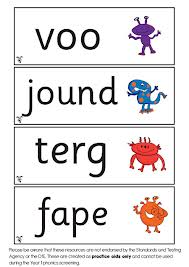 voo
jound
terg
fape
Please be aware that these resources are not endorsed by the Standards and Testing
Agency or the DfE. These are created as practice aids only and cannot be used
during the Year 1 phonics screening.